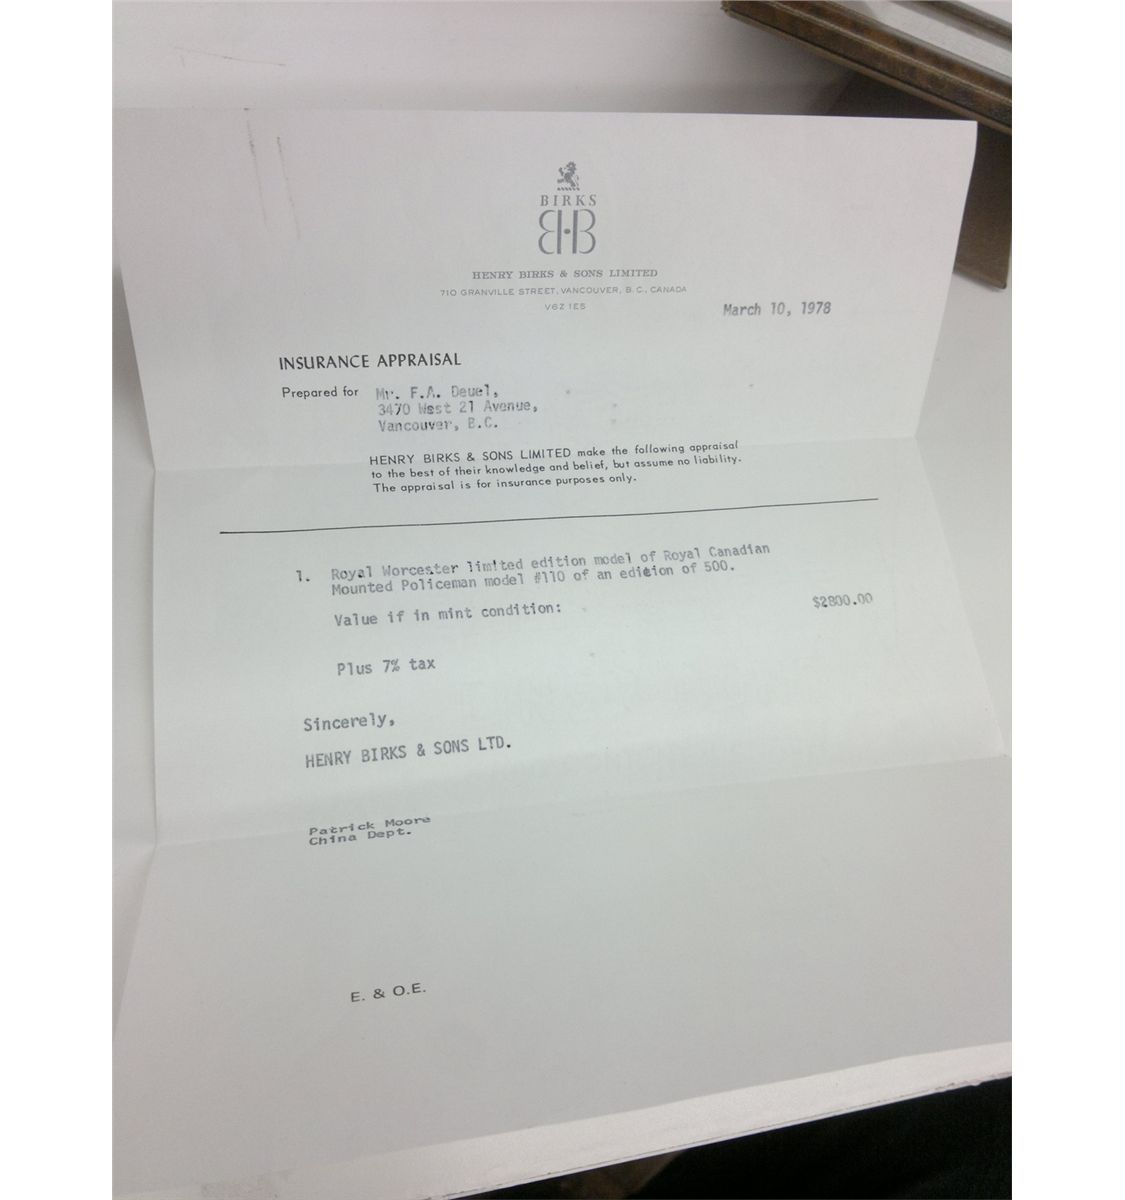 BIRKS
HENRY BIRKS & SONS LIMITED
710 GRANVILLE STREET, VANCOUVER, B.C., CANADA
V6Z 1E5
March 10, 1978
INSURANCE APPRAISAL
Prepared for Mr. F.A. Deuel,
3470 West 21 Avenue,
Vancouver, B.C.
HENRY BIRKS & SONS LIMITED make the following appraisal
to the best of their knowledge and belief, but assume no liability.
The appraisal is for insurance purposes only.
1. Royal Worcester limited edition model of Royal Canadian
Mounted Policeman model #110 of an edition of 500.
Value if in mint condition: $2800.00
Plus 7% tax
Sincerely,
HENRY BIRKS & SONS LTD.
Patrick Moore
China Dept.
E. & O.E.